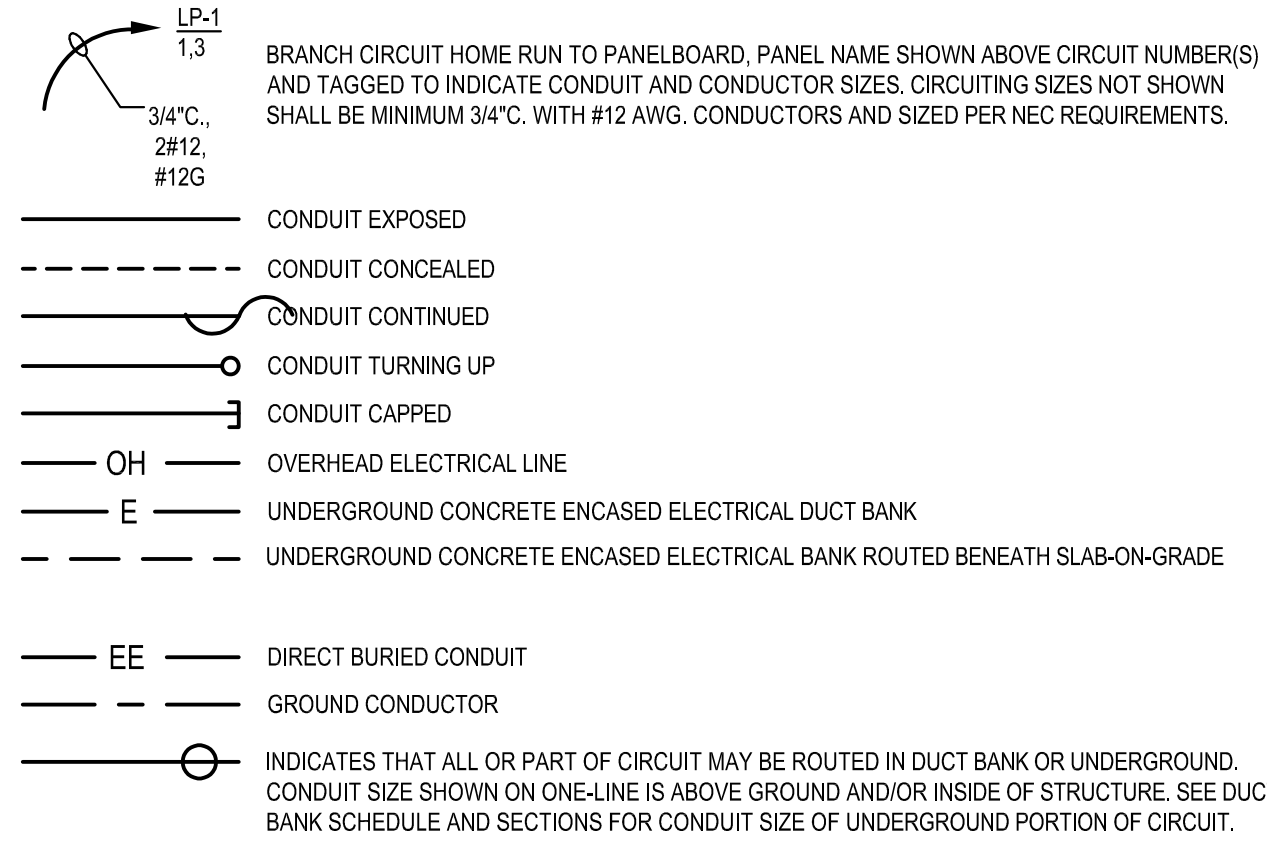 LP-1
1,3
BRANCH CIRCUIT HOME RUN TO PANELBOARD, PANEL NAME SHOWN ABOVE CIRCUIT NUMBER(S)
AND TAGGED TO INDICATE CONDUIT AND CONDUCTOR SIZES. CIRCUITING SIZES NOT SHOWN
SHALL BE MINIMUM 3/4"C. WITH #12 AWG. CONDUCTORS AND SIZED PER NEC REQUIREMENTS.
3/4"C.,
2#12,
#12G
CONDUIT EXPOSED
CONDUIT CONCEALED
CONDUIT CONTINUED
CONDUIT TURNING UP
CONDUIT CAPPED
OH OVERHEAD ELECTRICAL LINE
E UNDERGROUND CONCRETE ENCASED ELECTRICAL DUCT BANK
UNDERGROUND CONCRETE ENCASED ELECTRICAL BANK ROUTED BENEATH SLAB-ON-GRADE
EE DIRECT BURIED CONDUIT
GROUND CONDUCTOR
INDICATES THAT ALL OR PART OF CIRCUIT MAY BE ROUTED IN DUCT BANK OR UNDERGROUND.
CONDUIT SIZE SHOWN ON ONE-LINE IS ABOVE GROUND AND/OR INSIDE OF STRUCTURE. SEE DUC
BANK SCHEDULE AND SECTIONS FOR CONDUIT SIZE OF UNDERGROUND PORTION OF CIRCUIT.